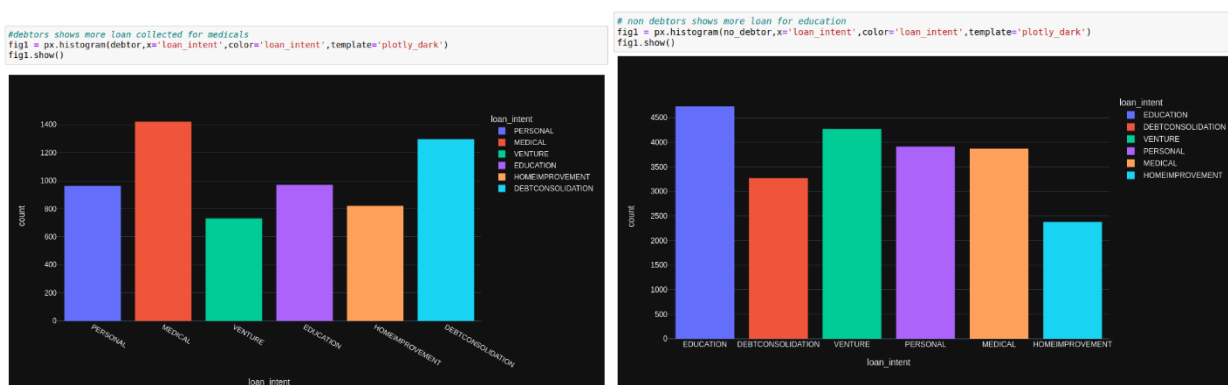 #debtors shows more loan collected for medicals
fig1 = px.histogram(debtor,x='loan_intent',color='loan_intent',template='plotly_dark')
fig1.show()
loan_intent
PERSONAL
MEDICAL
VENTURE
EDUCATION
HOMEIMPROVEMENT
DEBTCONSOLIDATION
1400
1200
1000
800
600
400
200
0
count
PERSONAL MEDICAL VENTURE EDUCATION HOMEIMPROVEMENT DEBTCONSOLIDATION
loan_intent
# non debtors shows more loan for education
fig1 = px.histogram(no_debtor,x='loan_intent',color='loan_intent',template='plotly_dark')
fig1.show()
loan_intent
EDUCATION
DEBTCONSOLIDATION
VENTURE
PERSONAL
MEDICAL
HOMEIMPROVEMENT
4500
4000
3500
3000
2500
2000
1500
1000
500
0
count
EDUCATION DEBTCONSOLIDATION VENTURE PERSONAL MEDICAL HOMEIMPROVEMENT
loan_intent